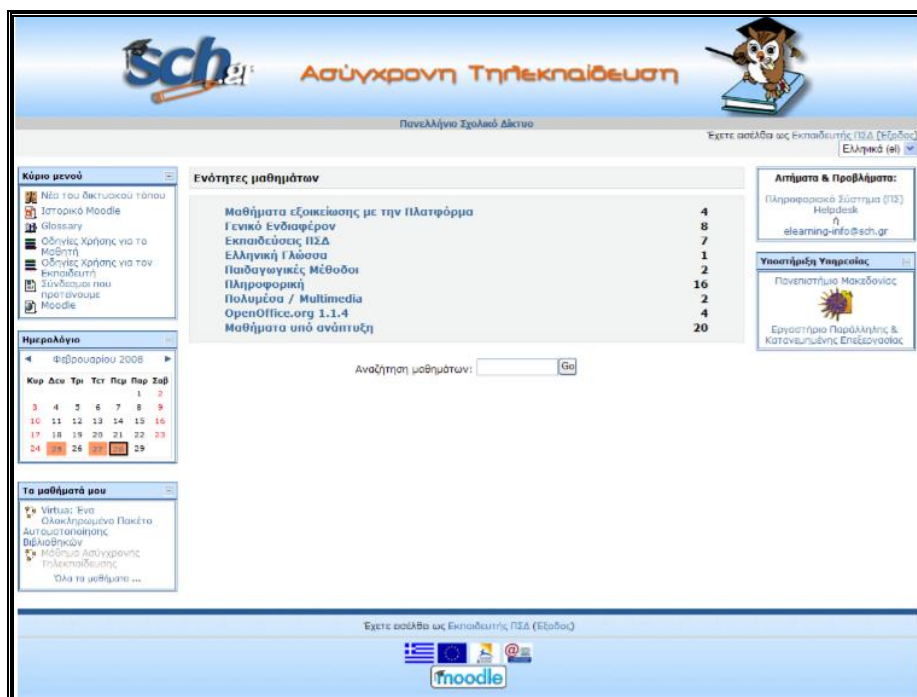 sch.gr
Ασύγχρονη Τηλεκπαίδευση
Πανελλήνιο Σχολικό Δίκτυο
Έχετε εισέλθει ως Εκπαιδευτής ΠΣΔ (Έξοδος)
Ελληνικά (el)
Κύριο μενού
Νέα του δικτυακού τόπου
Ιστορικό Moodle
Glossary
Οδηγίες Χρήσης για το
Μαθητή
Οδηγίες Χρήσης για τον
Εκπαιδευτή
Σύνδεσμοι που
προτείνουμε
Moodle
Ημερολόγιο
Φεβρουαρίου 2008
Κυρ Δευ Τρι Τετ Πεμ Παρ Σαβ
1 2
3 4 5 6 7 8 9
10 11 12 13 14 15 16
17 18 19 20 21 22 23
24 25 26 27 28 29
Τα μαθήματά μου
Virtua: Ένα
Ολοκληρωμένο Πακέτο
Αυτοματοποίησης
Βιβλιοθηκών
Μάθημα Ασύγχρονης
Τηλεκπαίδευσης
Όλα τα μαθήματα ...
Ενότητες μαθημάτων
Μαθήματα εξοικείωσης με την Πλατφόρμα 4
Γενικό Ενδιαφέρον 8
Εκπαιδεύσεις ΠΣΔ 7
Ελληνική Γλώσσα 1
Παιδαγωγικές Μέθοδοι 2
Πληροφορική 16
Πολυμέσα / Multimedia 2
OpenOffice.org 1.1.4 4
Μαθήματα υπό ανάπτυξη 20
Αναζήτηση μαθημάτων: Go
Αιτήματα & Προβλήματα:
Πληροφοριακό Σύστημα (ΠΣ)
Helpdesk
ή
elearning-info@sch.gr
Υποστήριξη Υπηρεσίας
Πανεπιστήμιο Μακεδονίας
Εργαστήριο Παράλληλης &
Κατανεμημένης Επεξεργασίας
Έχετε εισέλθει ως Εκπαιδευτής ΠΣΔ (Έξοδος)
moodle